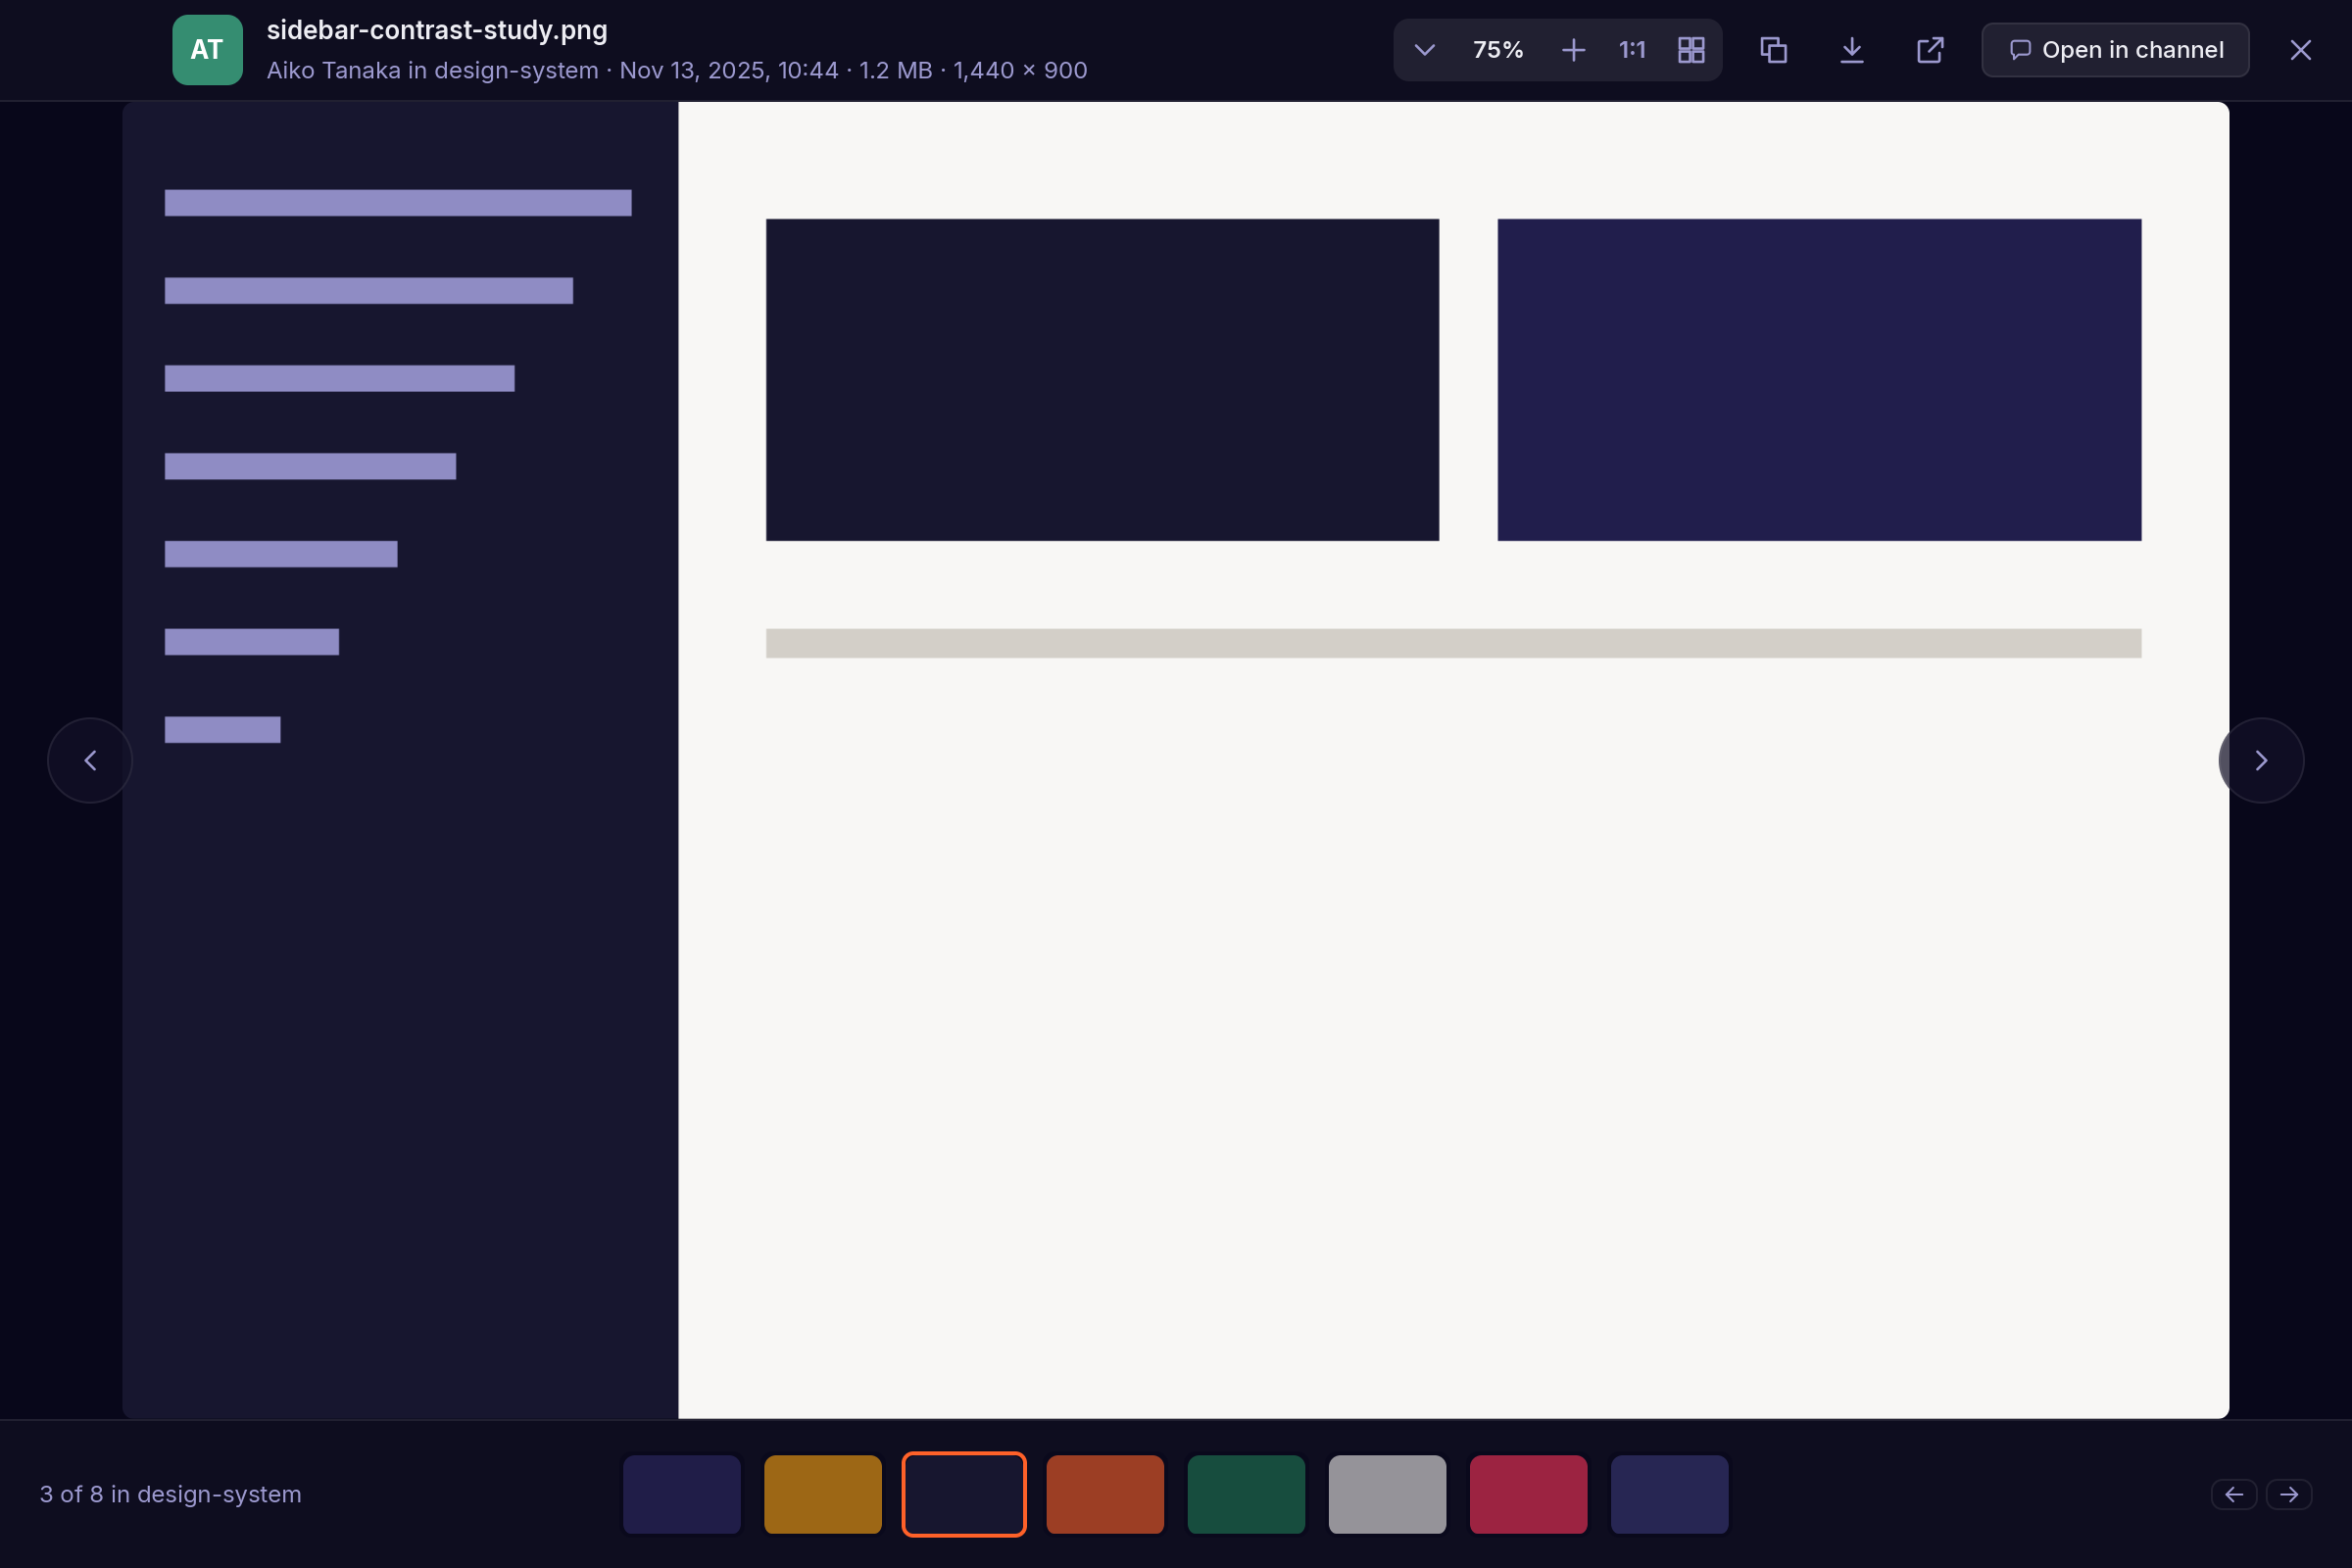 AT
sidebar-contrast-study.png
Aiko Tanaka in design-system · Nov 13, 2025, 10:44 · 1.2 MB · 1,440 × 900
75%
1:1
Open in channel
3 of 8 in design-system